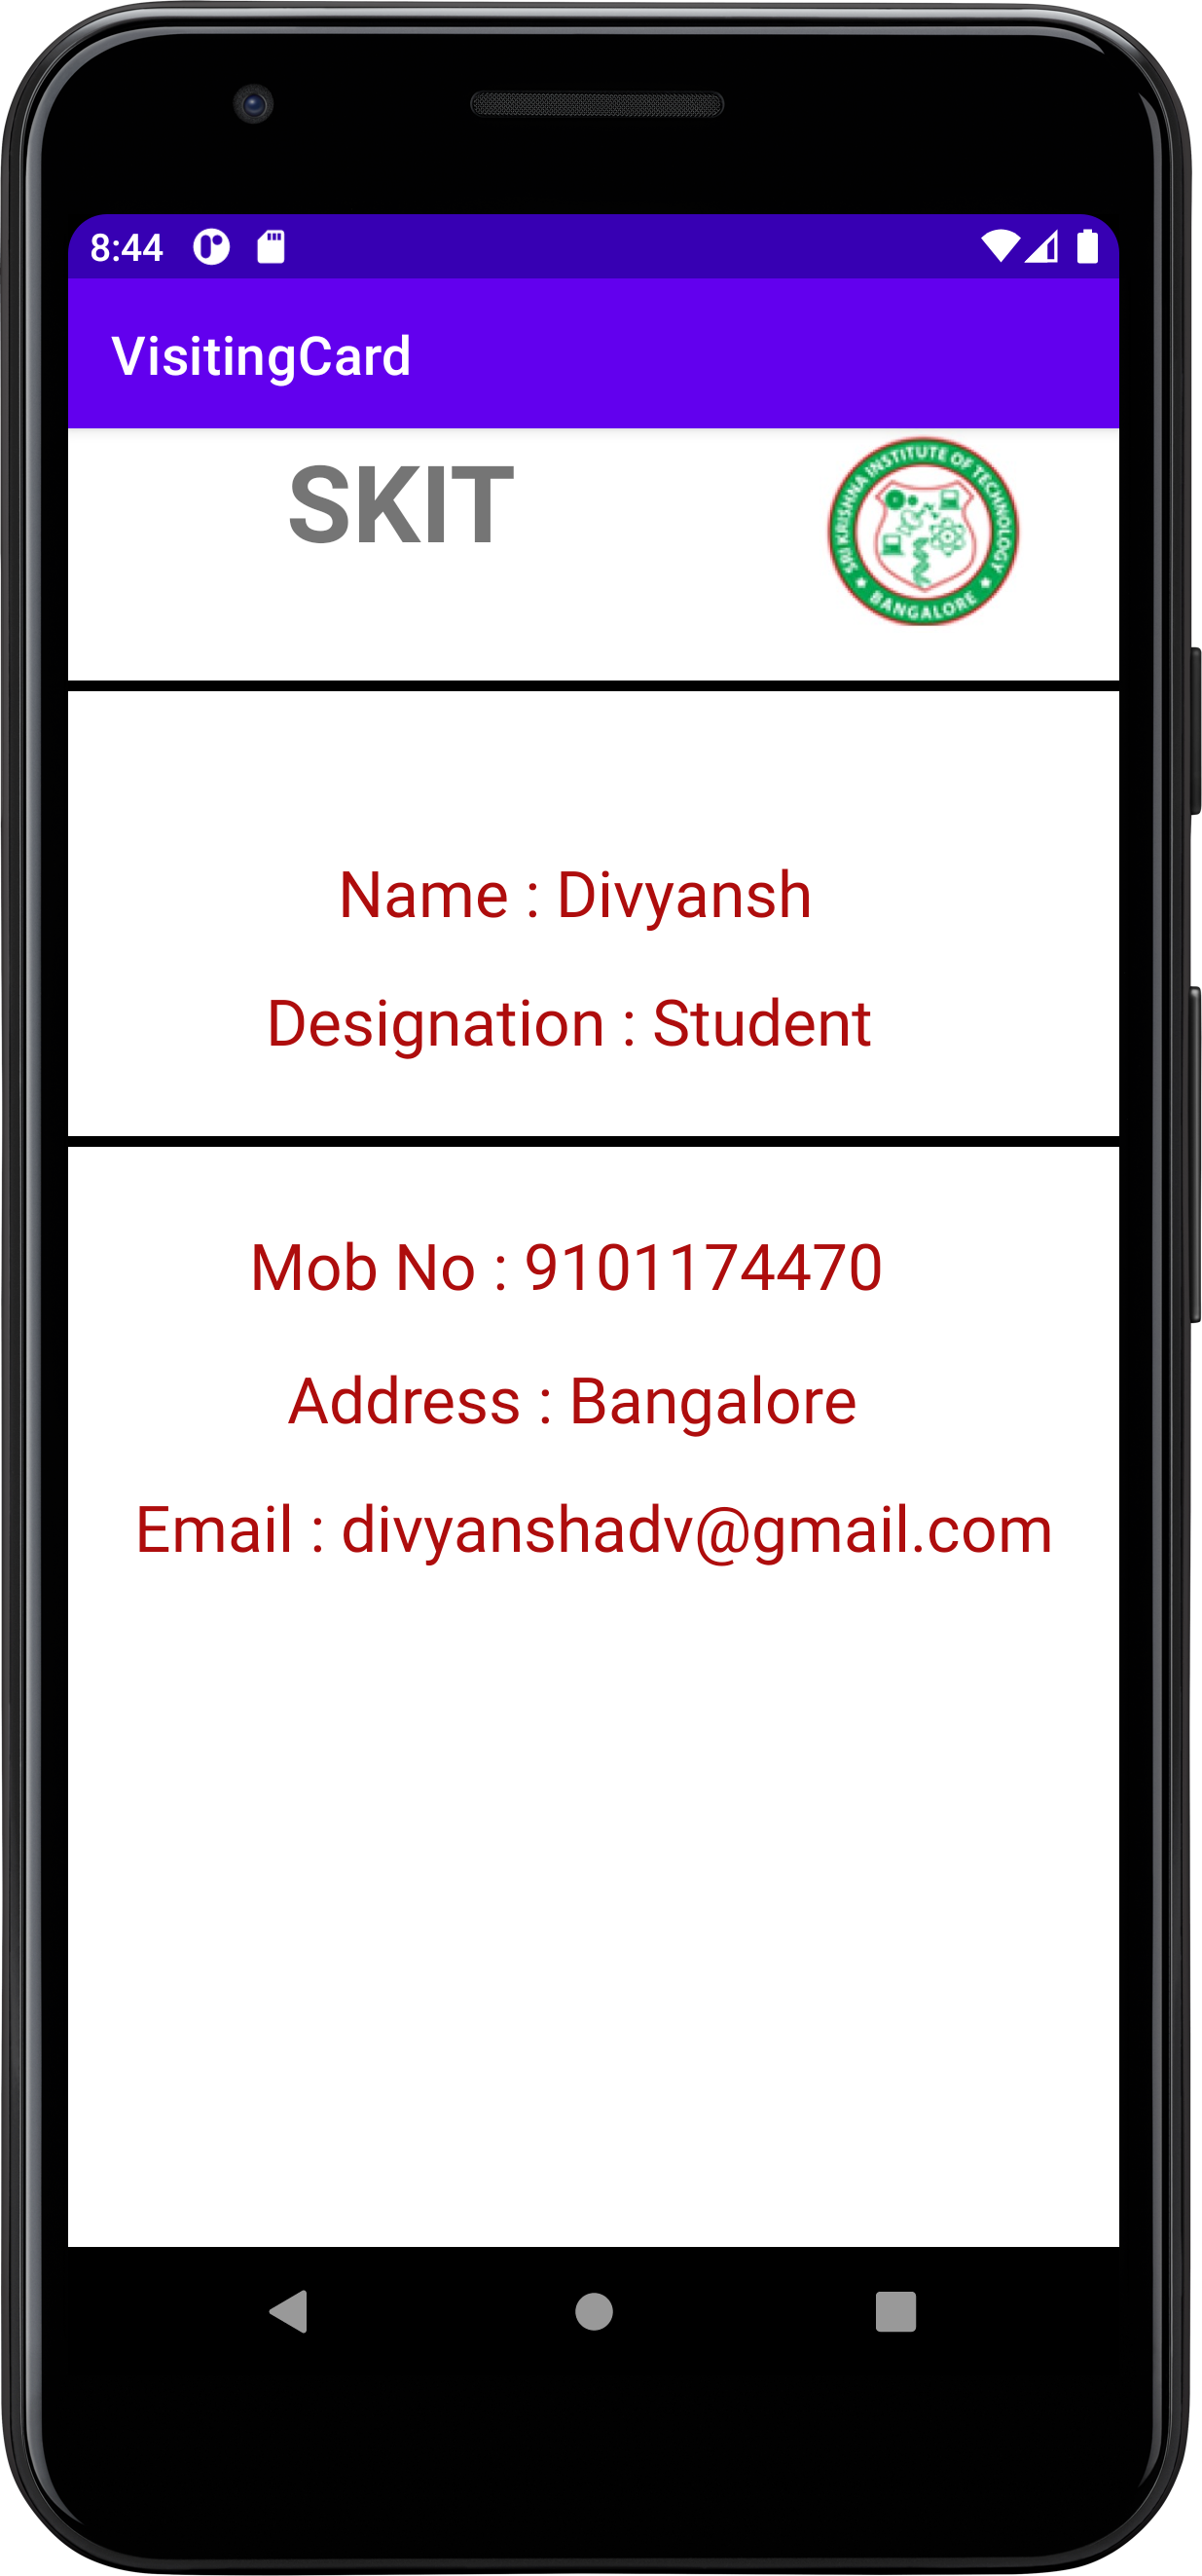 8:44
VisitingCard
SKIT
SRI KRISHNA INSTITUTE OF TECHNOLOGY
BANGALORE
Name : Divyansh
Designation : Student
Mob No : 9101174470
Address : Bangalore
Email : divyanshadv@gmail.com